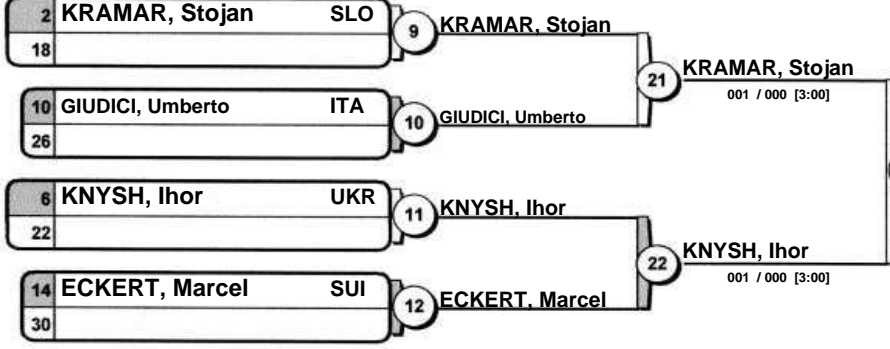 2 KRAMAR, Stojan SLO
18
9
KRAMAR, Stojan
10 GIUDICI, Umberto ITA
26
10
GIUDICI, Umberto
21
KRAMAR, Stojan
001 / 000 [3:00]
6 KNYSH, Ihor UKR
22
11
KNYSH, Ihor
14 ECKERT, Marcel SUI
30
12
ECKERT, Marcel
22
KNYSH, Ihor
001 / 000 [3:00]